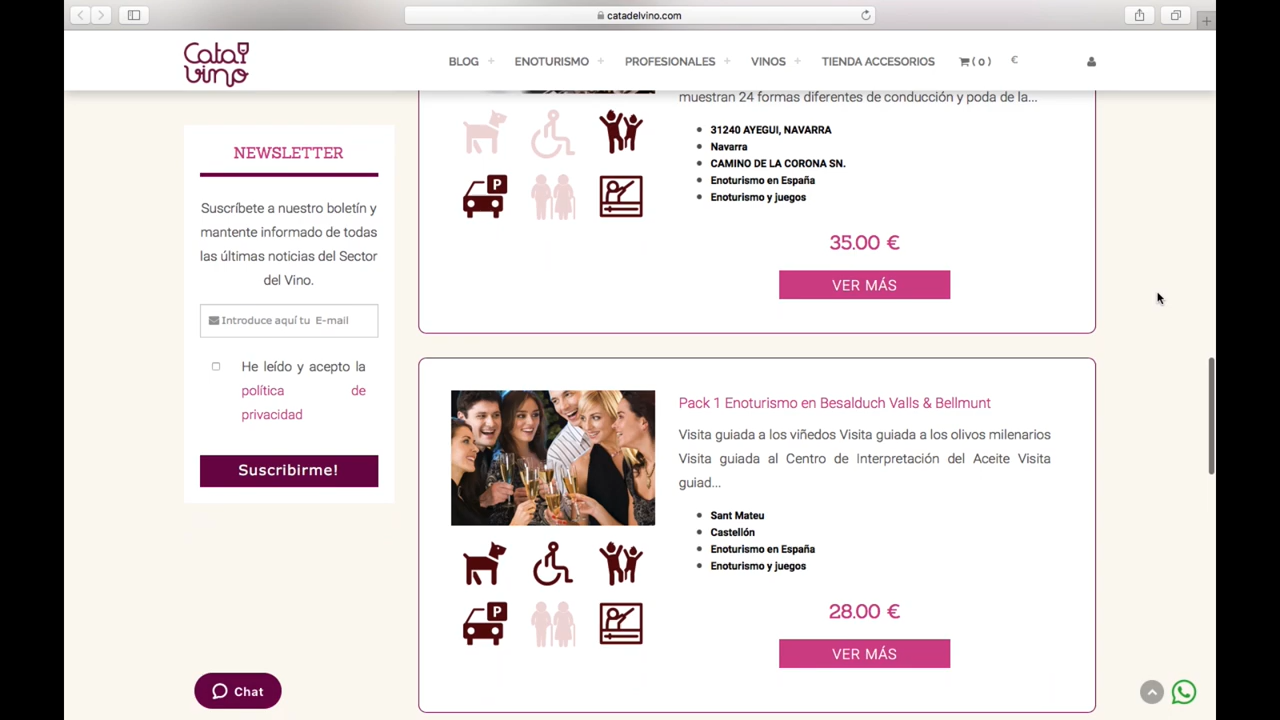 catadelvino.com
Cata
vino
BLOG + ENOTURISMO + PROFESIONALES + VINOS + TIENDA ACCESORIOS ( 0 ) €
muestran 24 formas diferentes de conducción y poda de la...
31240 AYEGUI, NAVARRA
Navarra
CAMINO DE LA CORONA SN.
Enoturismo en España
Enoturismo y juegos
P
35.00 €
VER MÁS
NEWSLETTER
Suscríbete a nuestro boletín y
mantente informado de todas
las últimas noticias del Sector
del Vino.
Introduce aquí tu E-mail
He leído y acepto la
política de
privacidad
Suscribirme!
Pack 1 Enoturismo en Besalduch Valls & Bellmunt
Visita guiada a los viñedos Visita guiada a los olivos milenarios
Visita guiada al Centro de Interpretación del Aceite Visita
guiad...
Sant Mateu
Castellón
Enoturismo en España
Enoturismo y juegos
P
28.00 €
VER MÁS
Chat